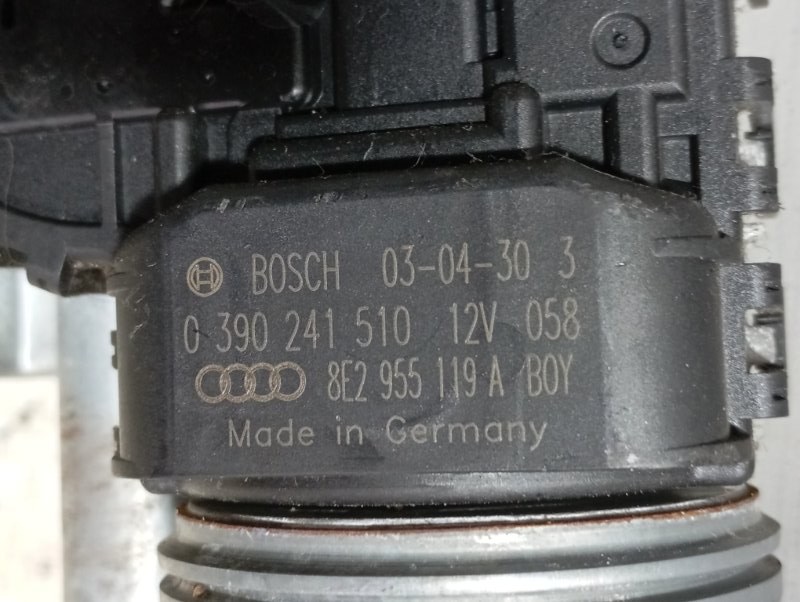 BOSCH 03-04-30 3
0 390 241 510 12V 058
8E2 955 119 A BOY
Made in Germany